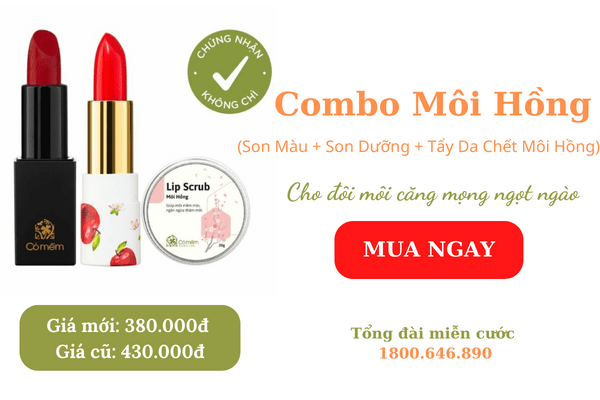 CHỨNG NHẬN
KHÔNG CHÌ
Combo Môi Hồng
(Son Màu + Son Dưỡng + Tẩy Da Chết Môi Hồng)
Cho đôi môi căng mọng ngọt ngào
MUA NGAY
Lip Scrub
Môi Hồng
Cỏ mềm
Cỏ mềm
20g
Giá mới: 380.000đ
Giá cũ: 430.000đ
Tổng đài miễn cước
1800.646.890